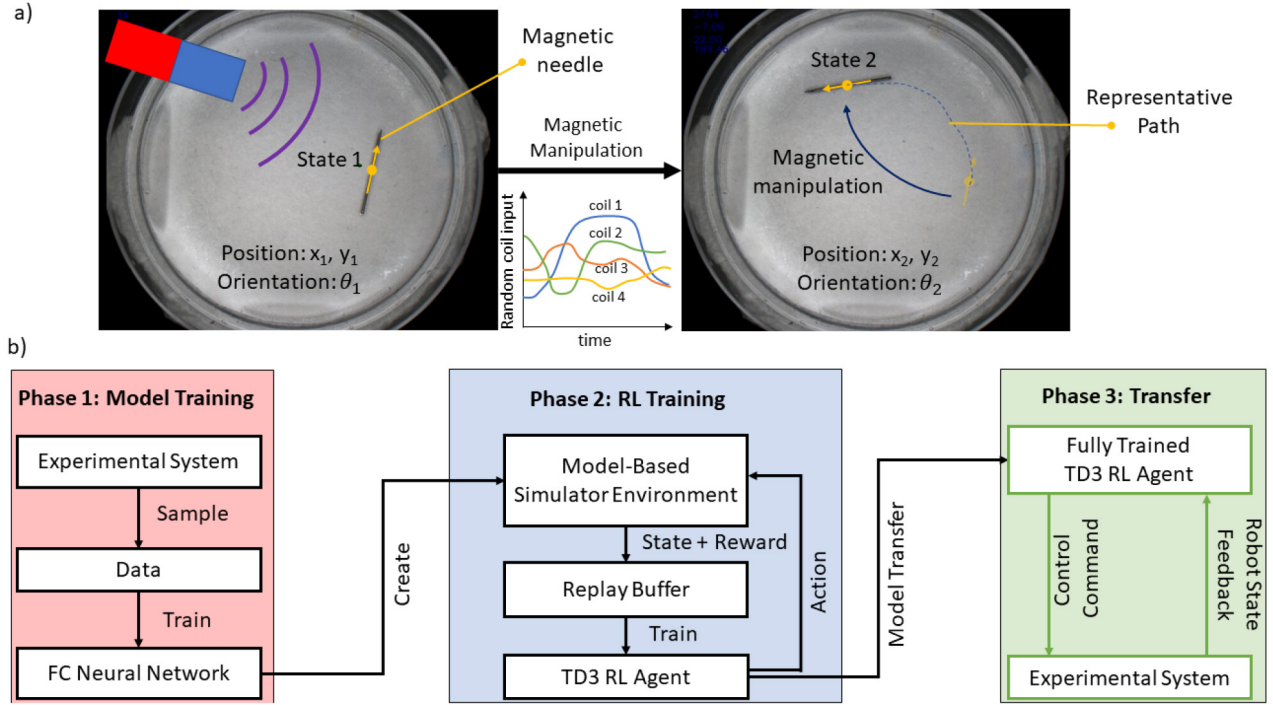 a)
Magnetic
needle
State 1
Position: x₁, y₁
Orientation: θ₁
Magnetic
Manipulation
Random coil input
coil 1
coil 2
coil 3
coil 4
time
State 2
Representative
Path
Magnetic
manipulation
Position: x₂, y₂
Orientation: θ₂
b)
Phase 1: Model Training
Experimental System
Sample
Data
Train
FC Neural Network
Create
Phase 2: RL Training
Model-Based
Simulator Environment
State + Reward
Replay Buffer
Train
TD3 RL Agent
Action
Model Transfer
Phase 3: Transfer
Fully Trained
TD3 RL Agent
Control
Command
Robot State
Feedback
Experimental System